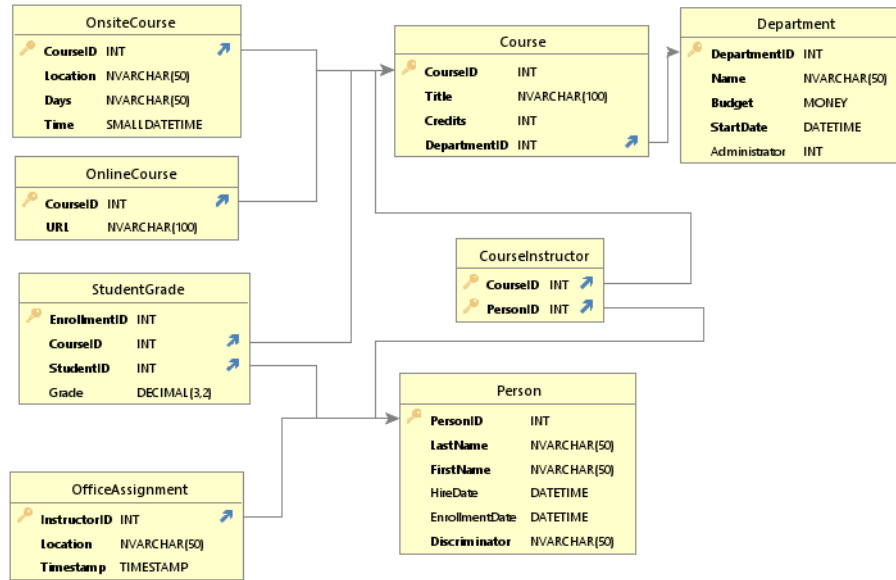 OnsiteCourse
CourseID INT
Location NVARCHAR(50)
Days NVARCHAR(50)
Time SMALLDATETIME
OnlineCourse
CourseID INT
URL NVARCHAR(100)
StudentGrade
EnrollmentID INT
CourseID INT
StudentID INT
Grade DECIMAL(3,2)
OfficeAssignment
InstructorID INT
Location NVARCHAR(50)
Timestamp TIMESTAMP
Course
CourseID INT
Title NVARCHAR(100)
Credits INT
DepartmentID INT
Department
DepartmentID INT
Name NVARCHAR(50)
Budget MONEY
StartDate DATETIME
Administrator INT
CourseInstructor
CourseID INT
PersonID INT
Person
PersonID INT
LastName NVARCHAR(50)
FirstName NVARCHAR(50)
HireDate DATETIME
EnrollmentDate DATETIME
Discriminator NVARCHAR(50)